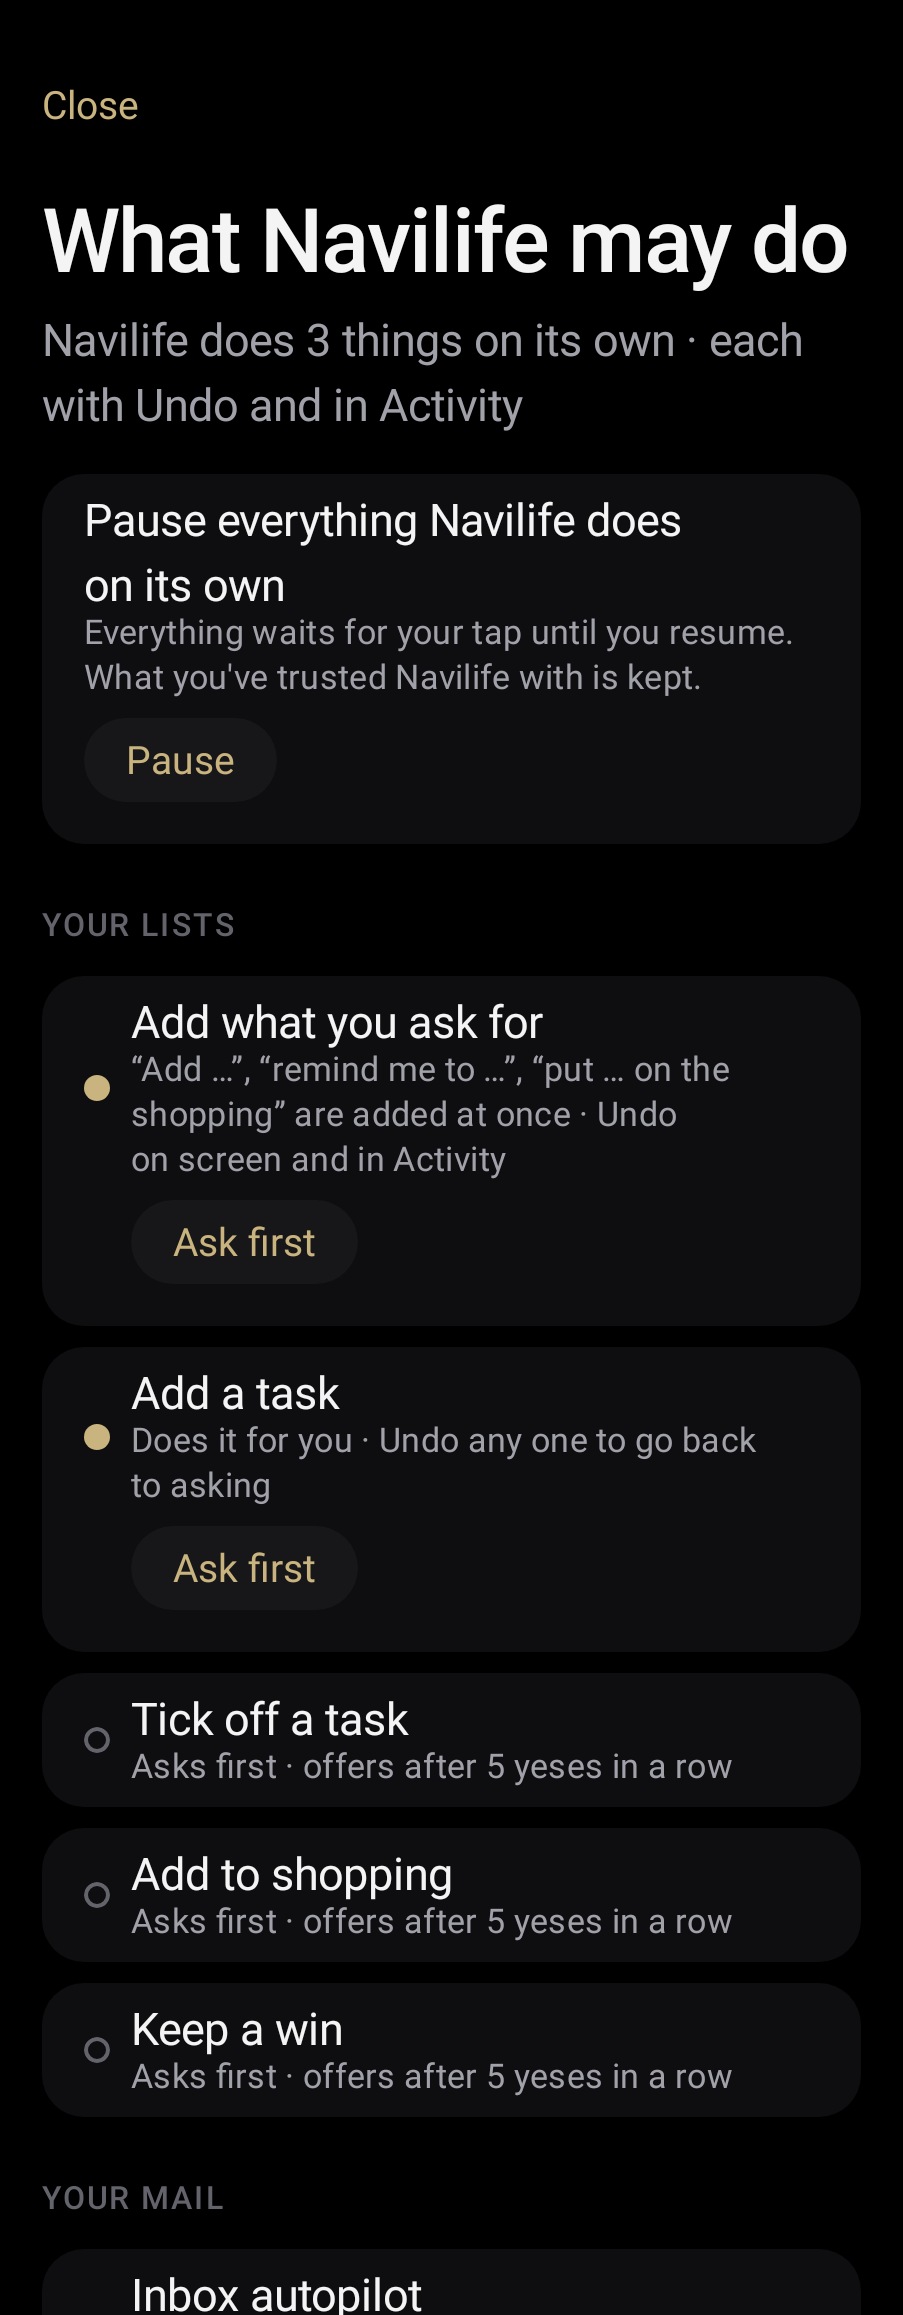 Close
What Navilife may do
Navilife does 3 things on its own · each
with Undo and in Activity
Pause everything Navilife does
on its own
Everything waits for your tap until you resume.
What you've trusted Navilife with is kept.
Pause
YOUR LISTS
Add what you ask for
“Add …”, “remind me to …”, “put … on the
shopping” are added at once · Undo
on screen and in Activity
Ask first
Add a task
Does it for you · Undo any one to go back
to asking
Ask first
Tick off a task
Asks first · offers after 5 yeses in a row
Add to shopping
Asks first · offers after 5 yeses in a row
Keep a win
Asks first · offers after 5 yeses in a row
YOUR MAIL
Inbox autopilot